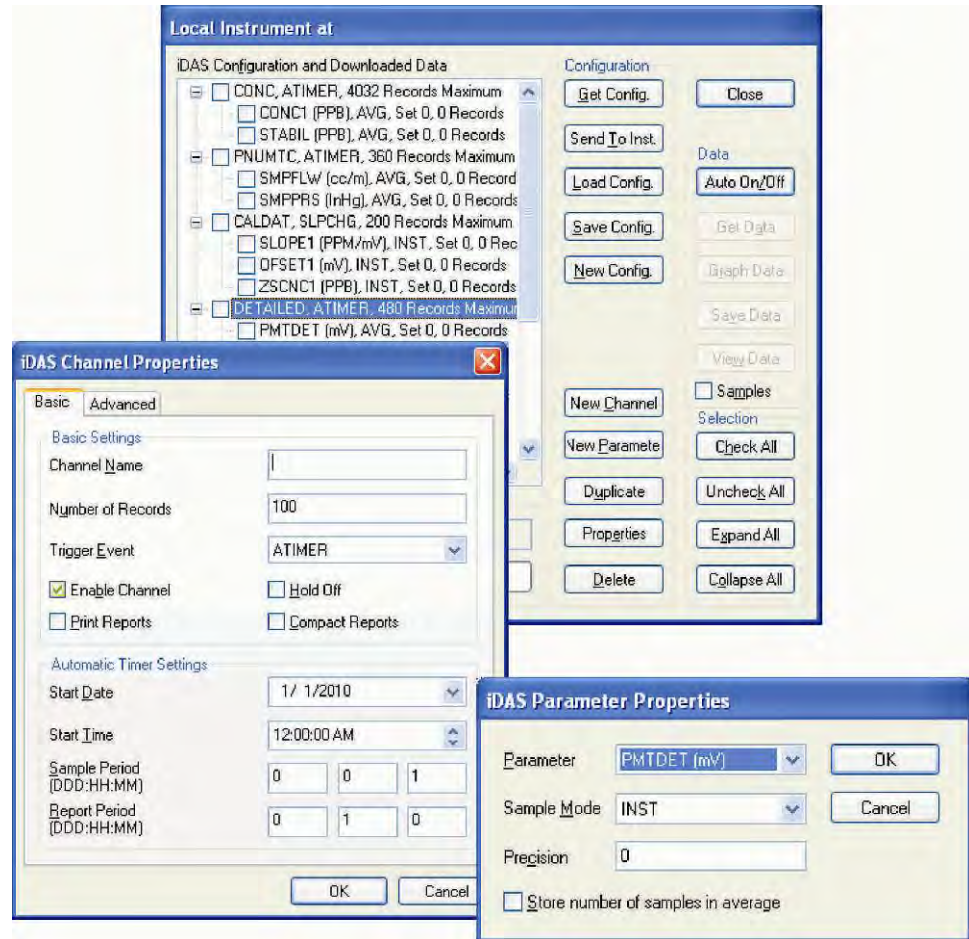 Local Instrument at
iDAS Configuration and Downloaded Data
CONC, ATIMER, 4032 Records Maximum
CONC1 (PPB), AVG, Set 0, 0 Records
STABIL (PPB), AVG, Set 0, 0 Records
PNUMTC, ATIMER, 360 Records Maximum
SMPFLW (cc/m), AVG, Set 0, 0 Record
SMPPRS (InHg), AVG, Set 0, 0 Records
CALDAT, SLPCHG, 200 Records Maximum
SLOPE1 (PPM/mV), INST, Set 0, 0 Rec
OFSET1 (mV), INST, Set 0, 0 Records
ZSCNC1 (PPB), INST, Set 0, 0 Records
DETAILED, ATIMER, 480 Records Maximur
PMTDET (mV), AVG, Set 0, 0 Records
Configuration
Get Config.
Send To Inst.
Load Config.
Save Config.
New Config.
New Channel
New Paramete
Duplicate
Properties
Delete
Close
Data
Auto On/Off
Get Data
Graph Data
Save Data
View Data
Samples
Selection
Check All
Uncheck All
Expand All
Collapse All
iDAS Channel Properties
Basic Advanced
Basic Settings
Channel Name
Number of Records 100
Trigger Event ATIMER
Enable Channel Hold Off
Print Reports Compact Reports
Automatic Timer Settings
Start Date 1/ 1/2010
Start Time 12:00:00 AM
Sample Period
(DDD:HH:MM) 0 0 1
Report Period
(DDD:HH:MM) 0 1 0
OK Cancel
iDAS Parameter Properties
Parameter PMTDET (mV) OK
Sample Mode INST Cancel
Precision 0
Store number of samples in average